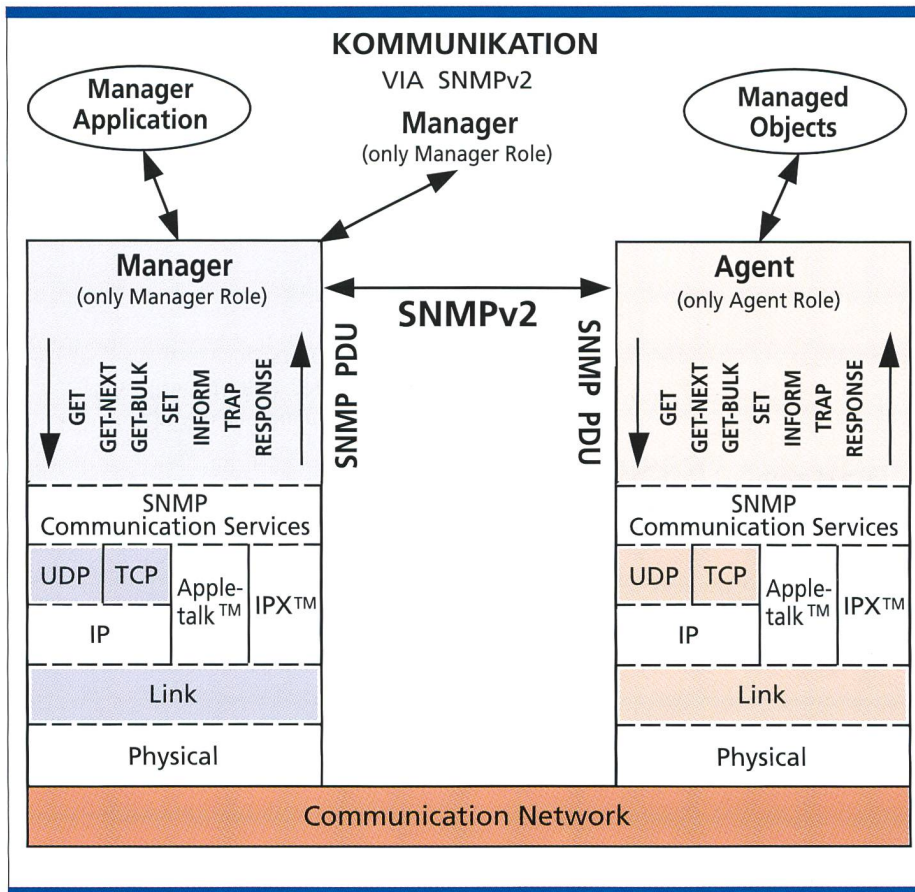 KOMMUNIKATION
VIA SNMPv2
Manager
Application
Manager
(only Manager Role)
Managed
Objects
Manager
(only Manager Role)
SNMPv2
Agent
(only Agent Role)
GET
GET-NEXT
GET-BULK
SET
INFORM
TRAP
RESPONSE
SNMP PDU
SNMP PDU
GET
GET-NEXT
GET-BULK
SET
INFORM
TRAP
RESPONSE
SNMP
Communication Services
UDP
TCP
Apple-
talk™
IPX™
IP
Link
Physical
SNMP
Communication Services
UDP
TCP
Apple-
talk™
IPX™
IP
Link
Physical
Communication Network